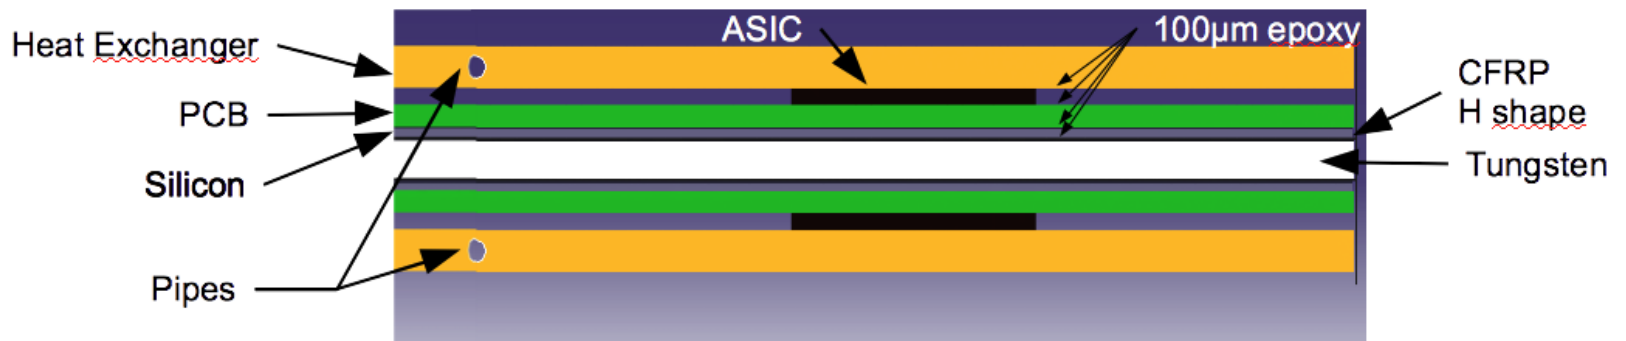 ASIC
100µm epoxy
Heat Exchanger
CFRP
H shape
PCB
Tungsten
Silicon
Pipes